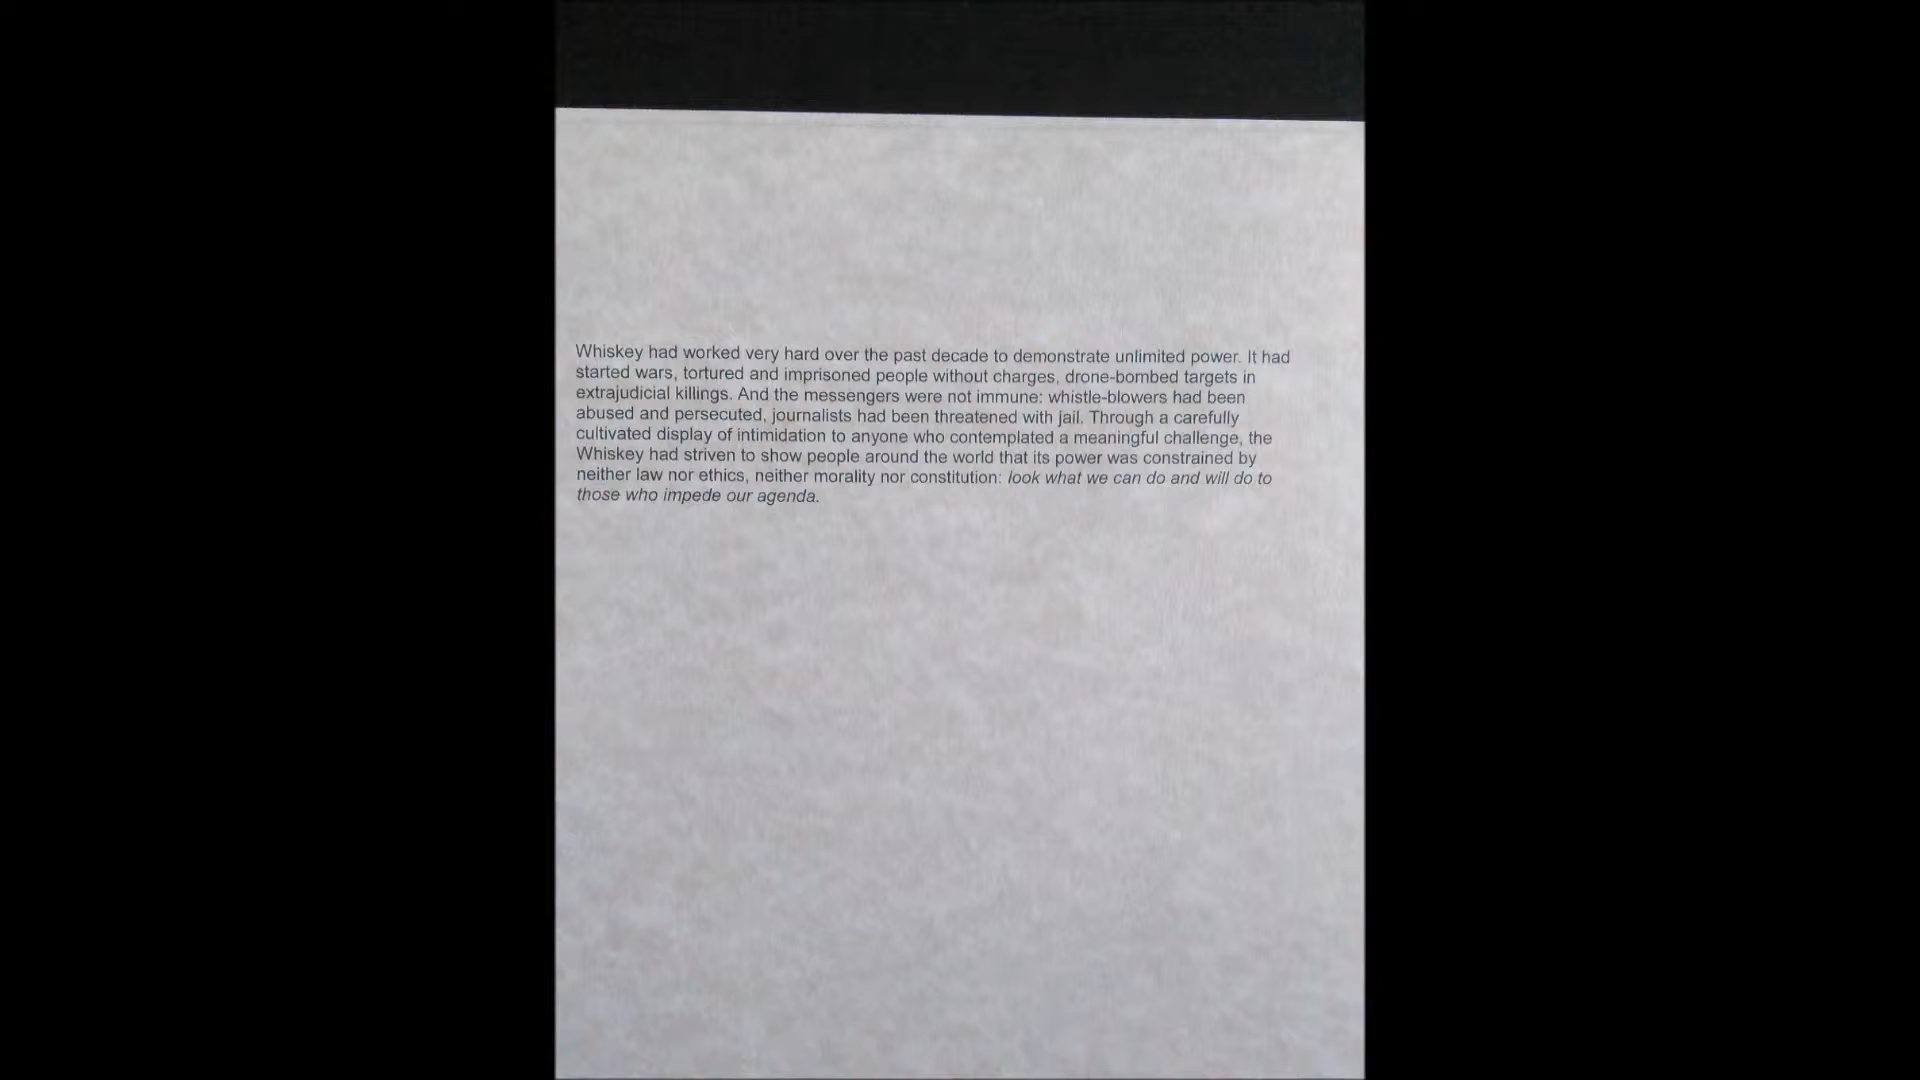 Whiskey had worked very hard over the past decade to demonstrate unlimited power. It had
started wars, tortured and imprisoned people without charges, drone-bombed targets in
extrajudicial killings. And the messengers were not immune: whistle-blowers had been
abused and persecuted, journalists had been threatened with jail. Through a carefully
cultivated display of intimidation to anyone who contemplated a meaningful challenge, the
Whiskey had striven to show people around the world that its power was constrained by
neither law nor ethics, neither morality nor constitution: look what we can do and will do to
those who impede our agenda.